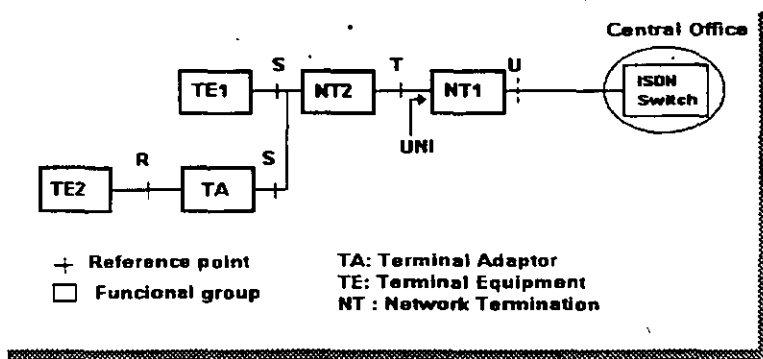 Central Office
S
T
U
TE1
NT2
NT1
ISDN
Switch
UNI
R
S
TE2
TA
Reference point
TA: Terminal Adaptor
TE: Terminal Equipment
Funcional group
NT : Network Termination